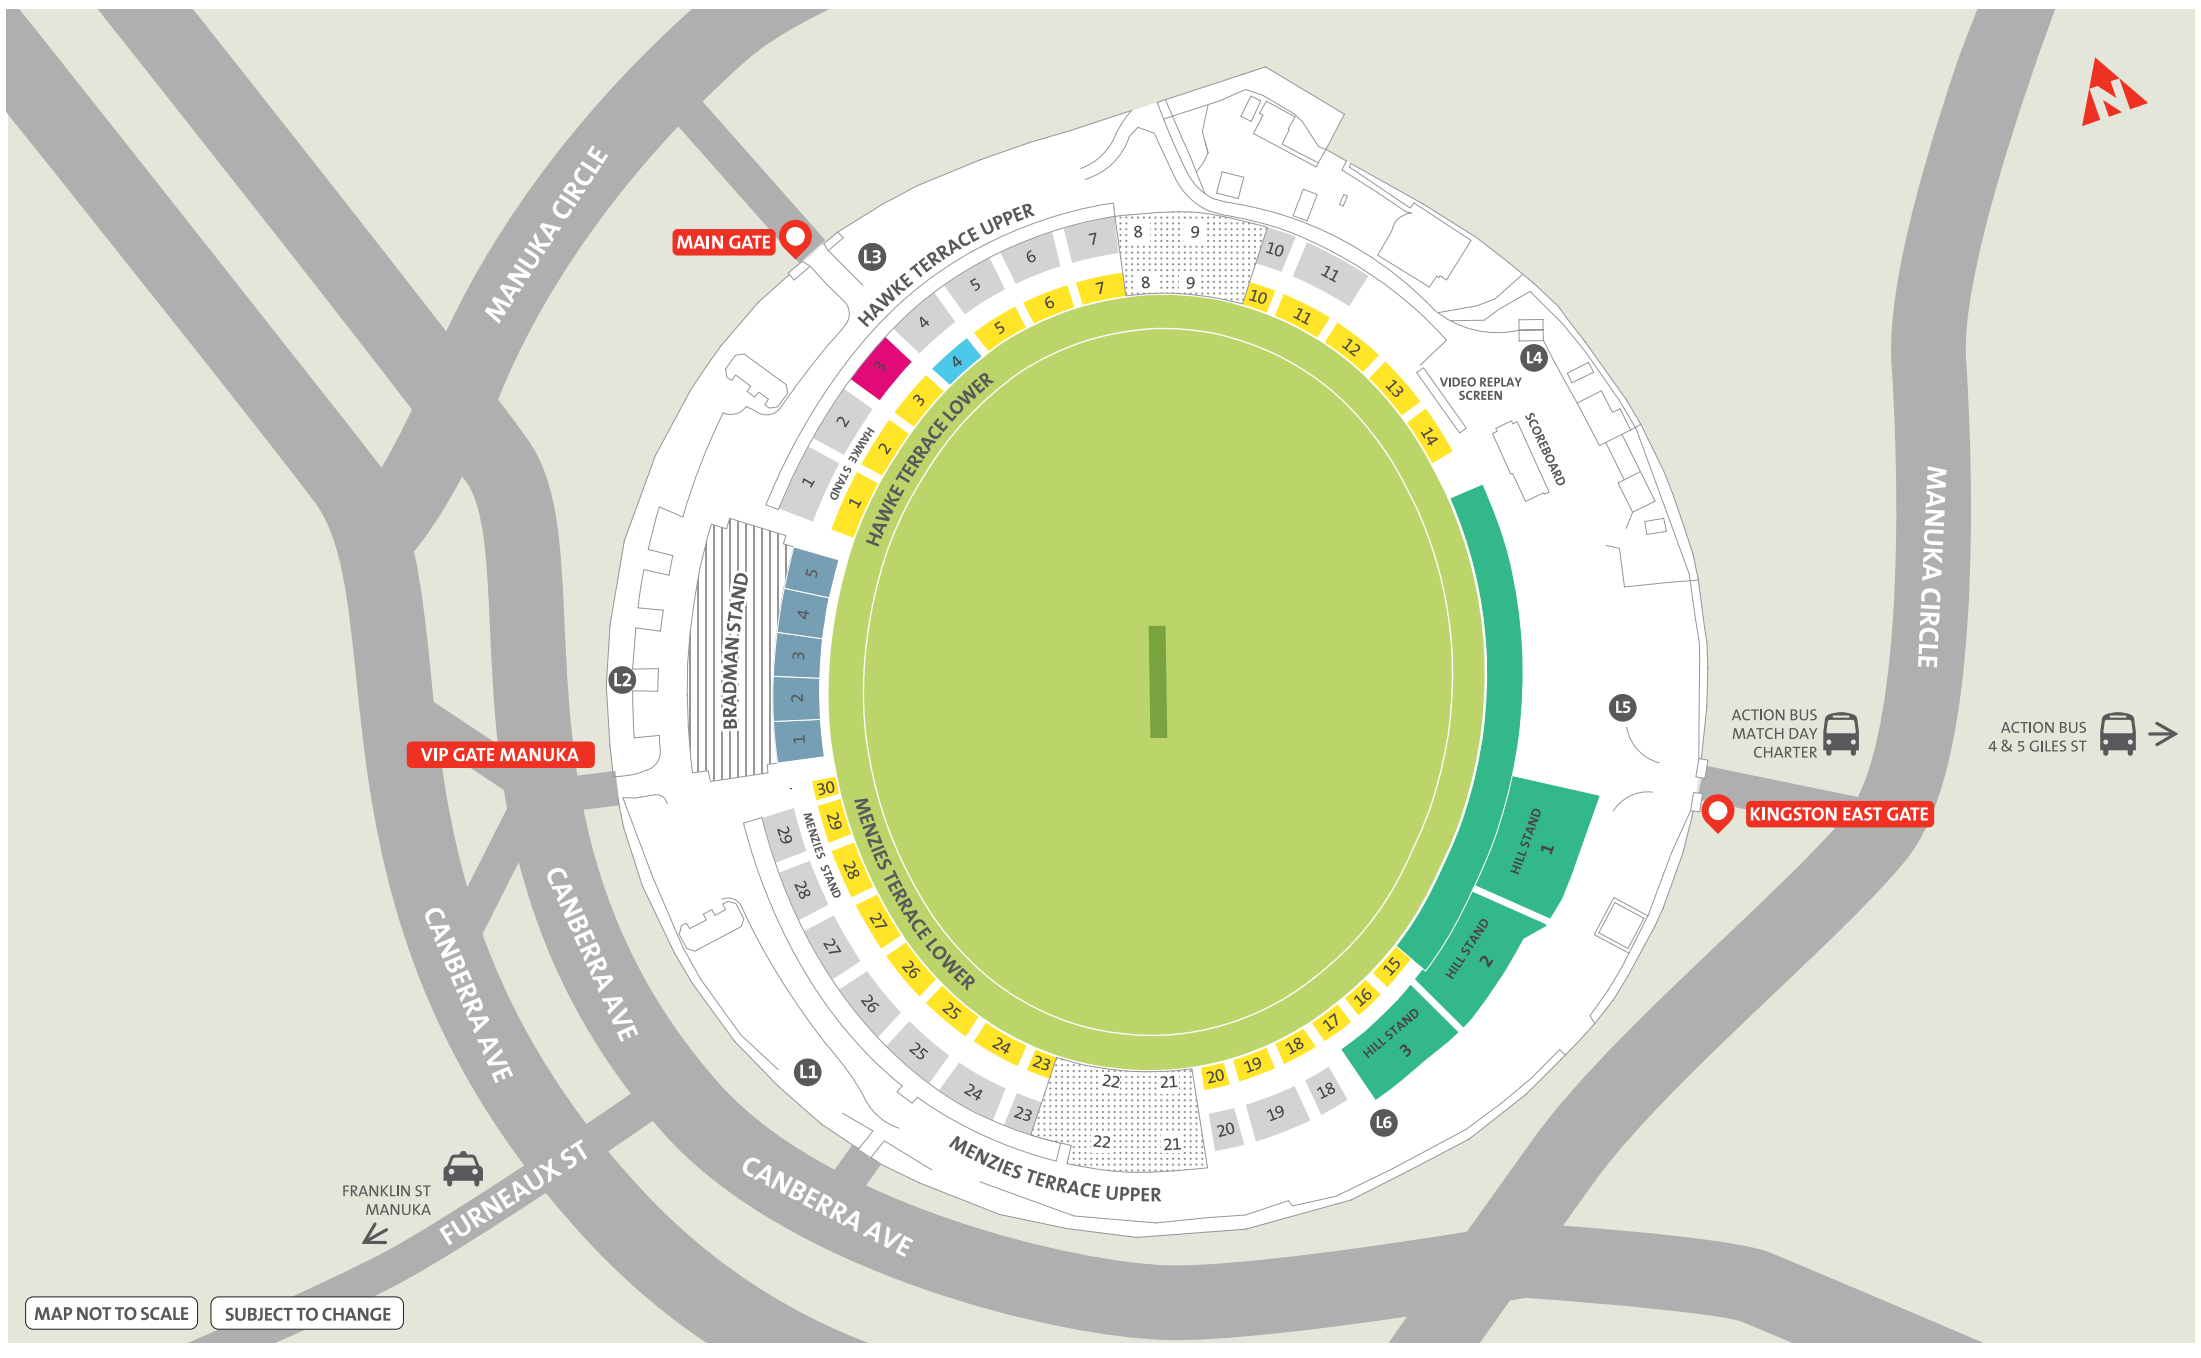 MANUKA CIRCLE
MAIN GATE
L3
HAWKE TERRACE UPPER
1
2
3
4
5
6
7
8
9
10
11
8
9
HAWKE STAND
1
2
3
4
5
6
7
10
11
12
13
14
HAWKE TERRACE LOWER
VIDEO REPLAY
SCREEN
L4
SCOREBOARD
MANUKA CIRCLE
BRADMAN STAND
5
4
3
2
1
L2
VIP GATE MANUKA
L5
ACTION BUS
MATCH DAY
CHARTER
ACTION BUS
4 & 5 GILES ST
KINGSTON EAST GATE
HILL STAND
1
HILL STAND
2
HILL STAND
3
30
29
28
27
26
25
24
23
MENZIES TERRACE LOWER
MENZIES STAND
29
28
27
26
25
24
23
22
21
22
21
20
19
18
17
16
15
20
19
18
L6
L1
MENZIES TERRACE UPPER
CANBERRA AVE
CANBERRA AVE
CANBERRA AVE
FURNEAUX ST
FRANKLIN ST
MANUKA
MAP NOT TO SCALE
SUBJECT TO CHANGE
N